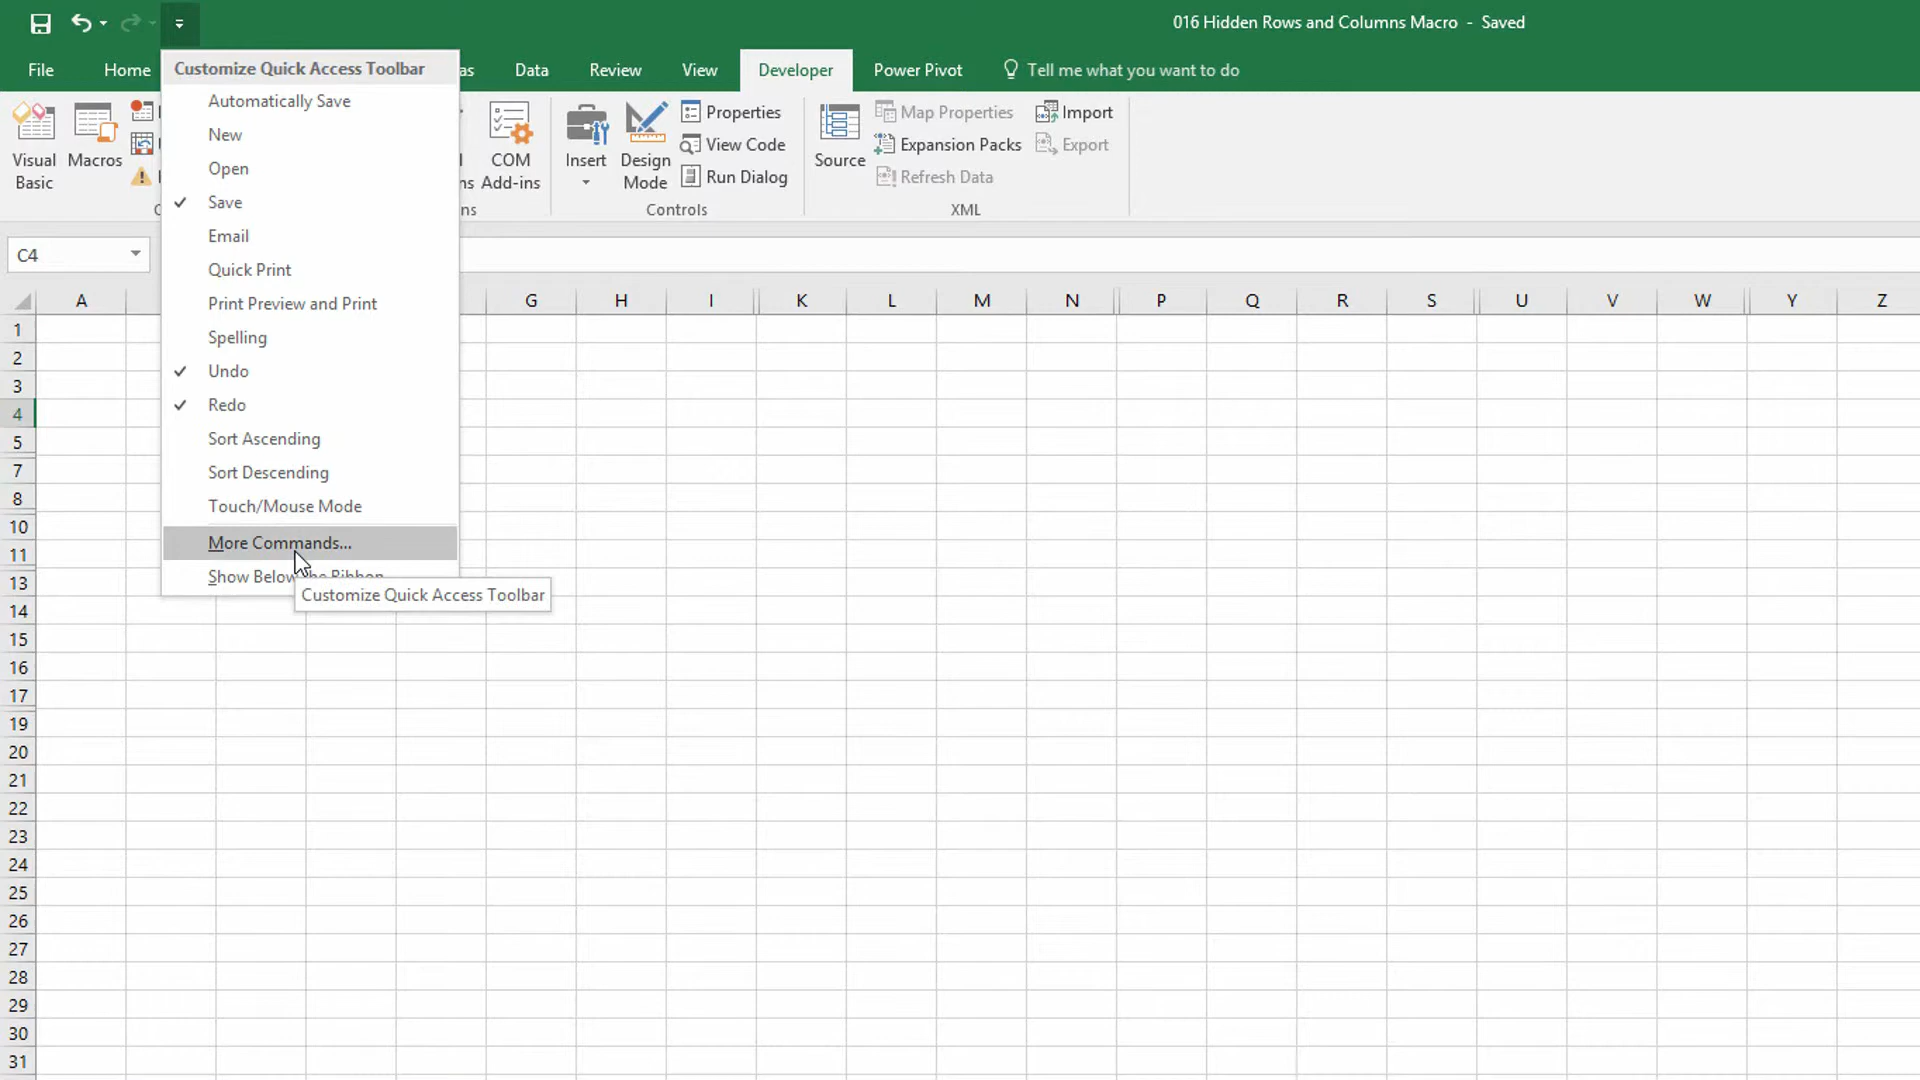 016 Hidden Rows and Columns Macro - Saved
File Home as Data Review View Developer Power Pivot Tell me what you want to do
Customize Quick Access Toolbar
Automatically Save
New
Open
Save
Email
Quick Print
Print Preview and Print
Spelling
Undo
Redo
Sort Ascending
Sort Descending
Touch/Mouse Mode
More Commands...
Show Below the Ribbon
Customize Quick Access Toolbar
Visual
Basic
Macros
ns
COM
Add-ins
ns
Insert
Design
Mode
Properties
View Code
Run Dialog
Controls
Source
Map Properties
Expansion Packs
Refresh Data
Import
Export
XML
C4
A G H I K L M N P Q R S U V W Y Z
1
2
3
4
5
7
8
10
11
13
14
15
16
17
19
20
21
22
23
24
25
26
27
28
29
30
31